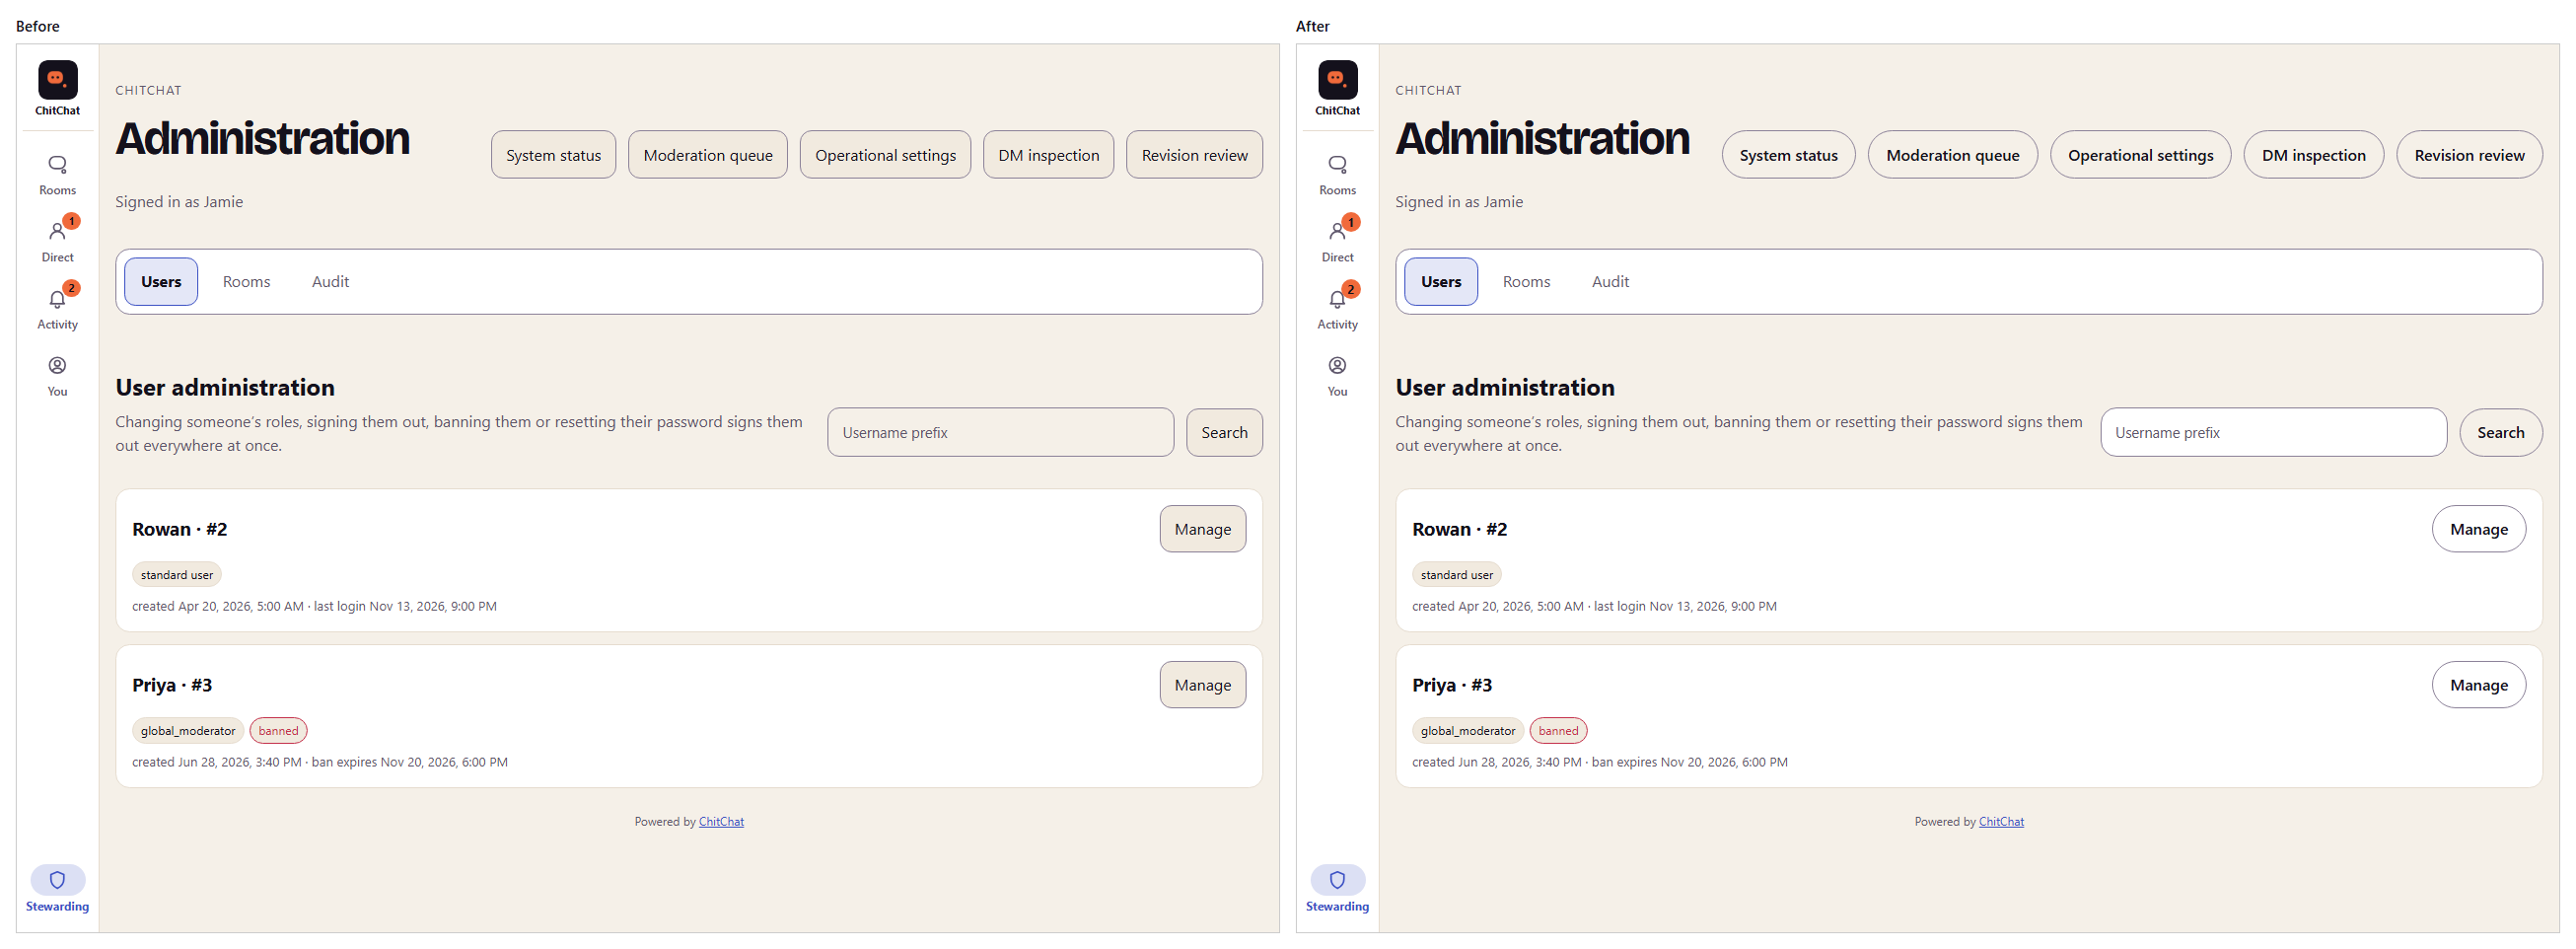 Before
ChitChat
Rooms
1
Direct
2
Activity
You
Stewarding
CHITCHAT
Administration
System status
Moderation queue
Operational settings
DM inspection
Revision review
Signed in as Jamie
Users
Rooms
Audit
User administration
Changing someone's roles, signing them out, banning them or resetting their password signs them
out everywhere at once.
Username prefix
Search
Rowan · #2
Manage
standard user
created Apr 20, 2026, 5:00 AM · last login Nov 13, 2026, 9:00 PM
Priya · #3
Manage
global_moderator
banned
created Jun 28, 2026, 3:40 PM · ban expires Nov 20, 2026, 6:00 PM
Powered by ChitChat
After
ChitChat
Rooms
1
Direct
2
Activity
You
Stewarding
CHITCHAT
Administration
System status
Moderation queue
Operational settings
DM inspection
Revision review
Signed in as Jamie
Users
Rooms
Audit
User administration
Changing someone's roles, signing them out, banning them or resetting their password signs them
out everywhere at once.
Username prefix
Search
Rowan · #2
Manage
standard user
created Apr 20, 2026, 5:00 AM · last login Nov 13, 2026, 9:00 PM
Priya · #3
Manage
global_moderator
banned
created Jun 28, 2026, 3:40 PM · ban expires Nov 20, 2026, 6:00 PM
Powered by ChitChat